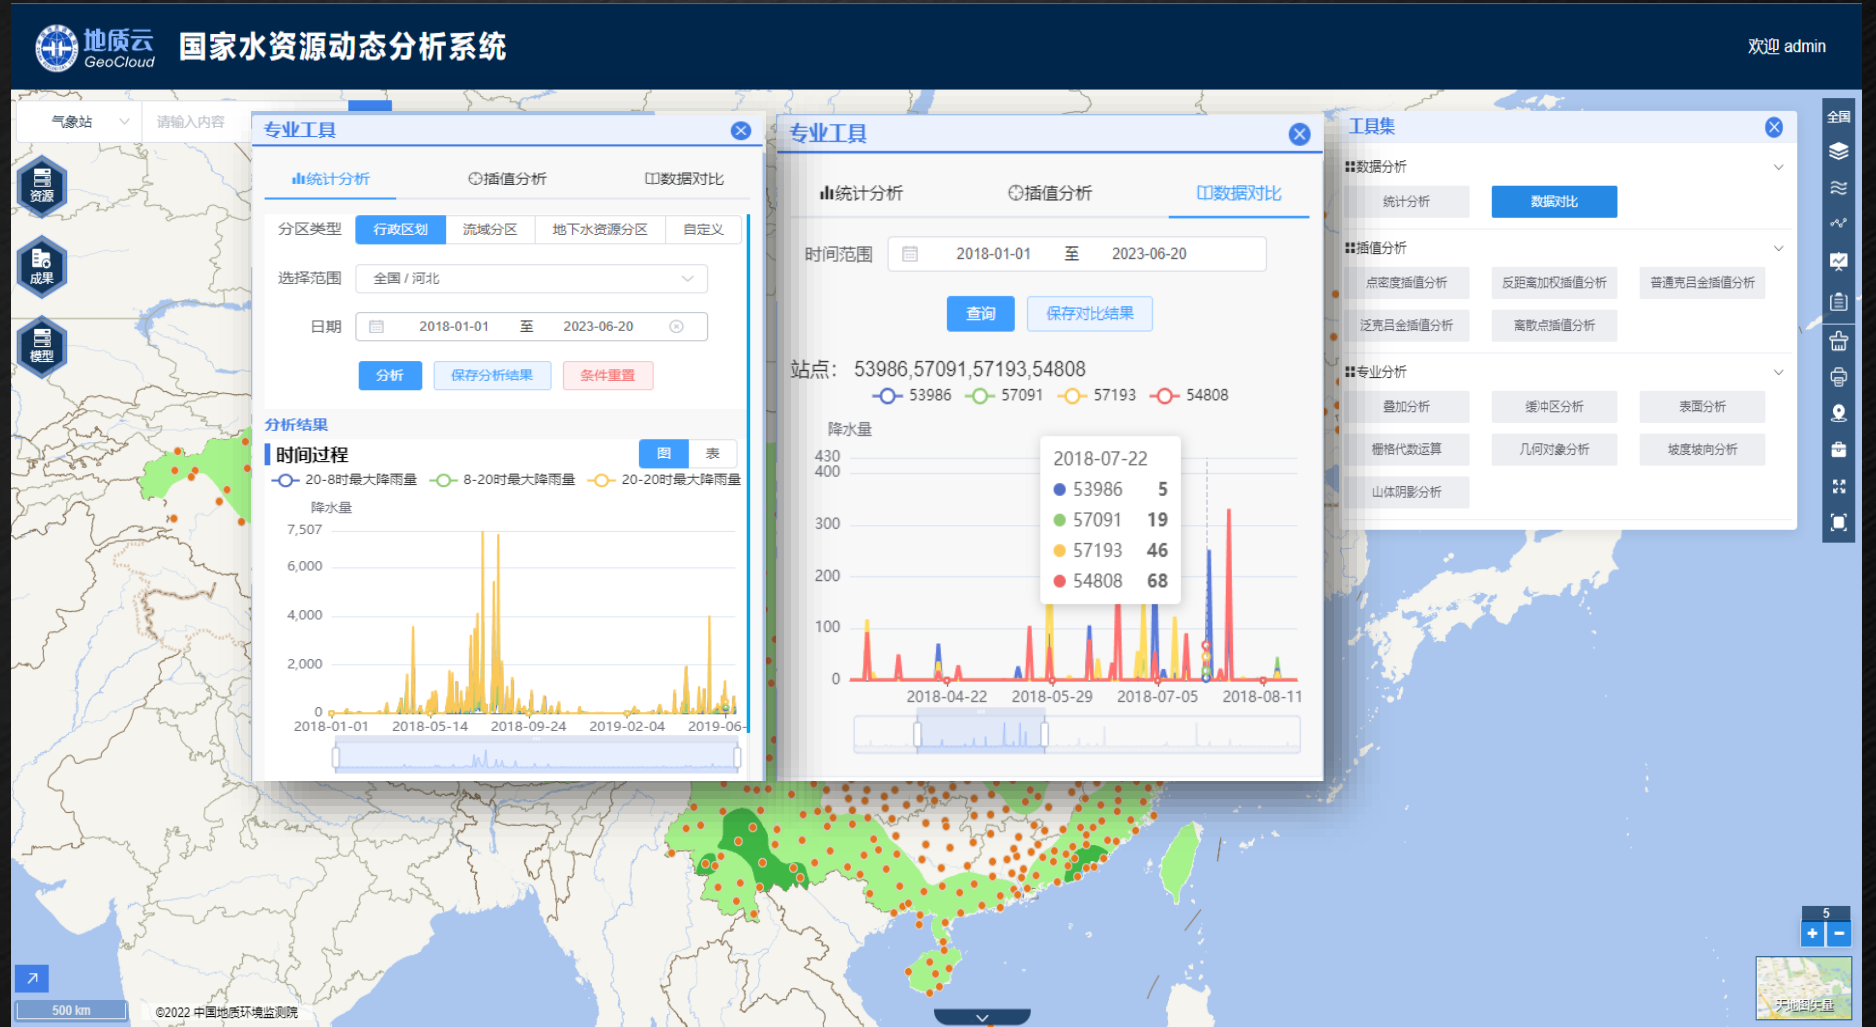 地质云
GeoCloud
国家水资源动态分析系统
欢迎 admin
气象站
请输入内容
资源
成果
模型
专业工具
统计分析
插值分析
数据对比
分区类型
行政区划
流域分区
地下水资源分区
自定义
选择范围
全国 / 河北
日期
2018-01-01 至 2023-06-20
分析
保存分析结果
条件重置
分析结果
时间过程
图
表
20-8时最大降雨量
8-20时最大降雨量
20-20时最大降雨量
降水量
7,507
6,000
4,000
2,000
0
2018-01-01
2018-05-14
2018-09-24
2019-02-04
2019-06-
专业工具
统计分析
插值分析
数据对比
时间范围
2018-01-01 至 2023-06-20
查询
保存对比结果
站点： 53986,57091,57193,54808
53986
57091
57193
54808
降水量
430
400
300
200
100
0
2018-07-22
53986 5
57091 19
57193 46
54808 68
2018-04-22
2018-05-29
2018-07-05
2018-08-11
工具集
数据分析
统计分析
数据对比
插值分析
点密度插值分析
反距离加权插值分析
普通克吕金插值分析
泛克吕金插值分析
离散点插值分析
专业分析
叠加分析
缓冲区分析
表面分析
栅格代数运算
几何对象分析
坡度坡向分析
山体阴影分析
全国
5
+
−
天地图矢量
500 km
©2022 中国地质环境监测院